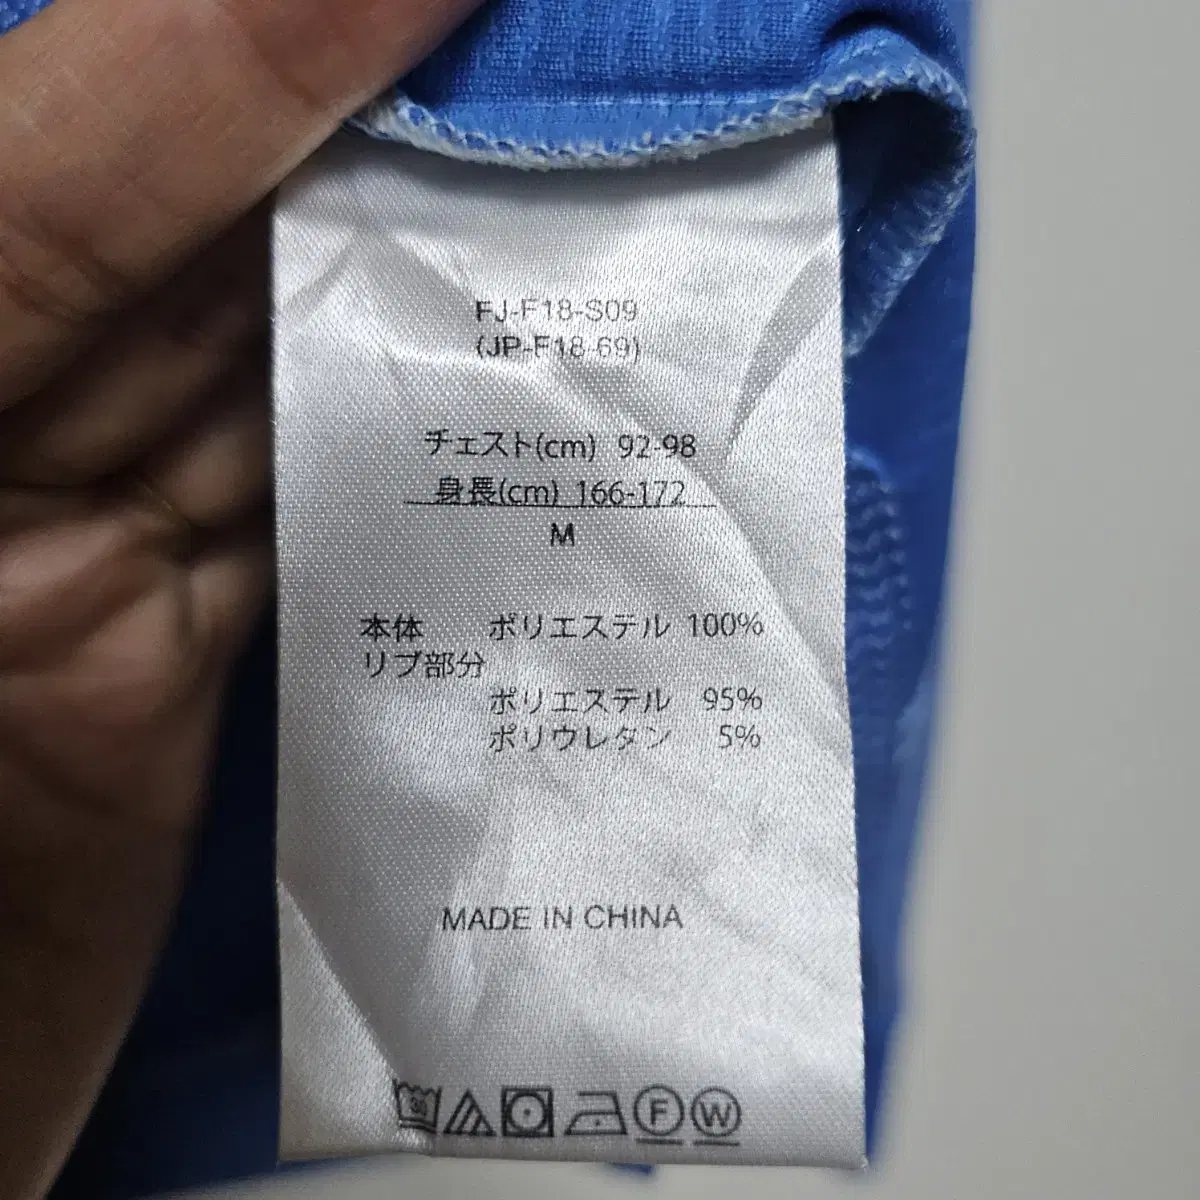 FJ-F18-S09
(JP-F18-69)
チェスト(cm) 92-98
身長(cm) 166-172
M
本体 ポリエステル 100%
リブ部分
ポリエステル 95%
ポリウレタン 5%
MADE IN CHINA
30 F W